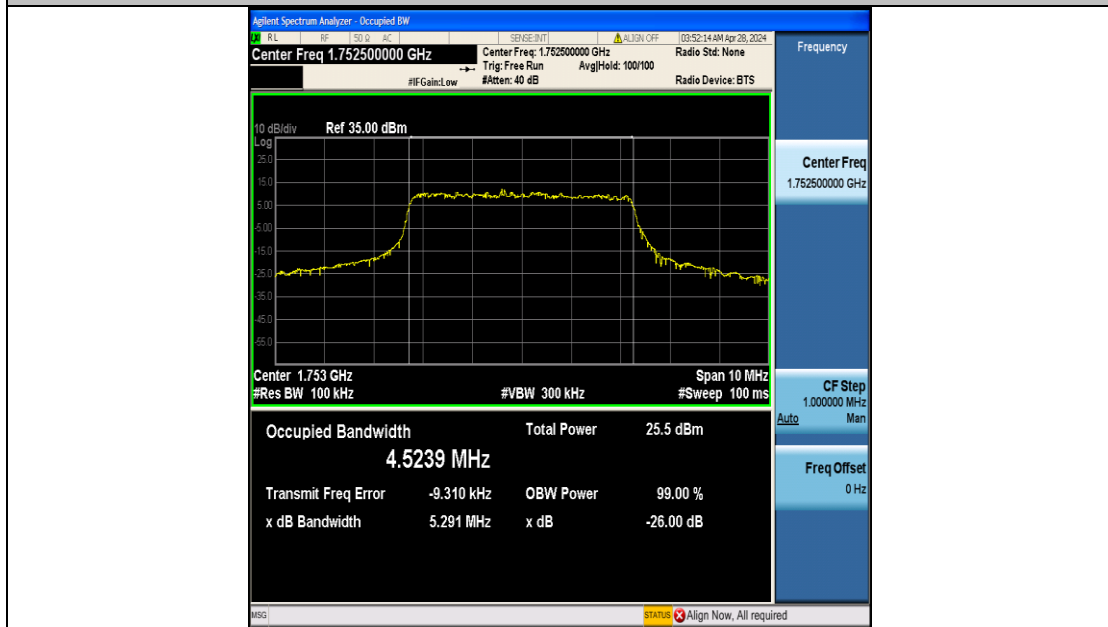 Agilent Spectrum Analyzer - Occupied BW
LXI RL RF 50 Ω AC SENSE:INT ALIGN OFF 03:52:14 AM Apr 28, 2024
Center Freq 1.752500000 GHz
Center Freq: 1.752500000 GHz
Radio Std: None
Trig: Free Run Avg|Hold: 100/100
#IFGain:Low
#Atten: 40 dB
Radio Device: BTS
10 dB/div Ref 35.00 dBm
Log
25.0
15.0
5.00
-5.00
-15.0
-25.0
-35.0
-45.0
-55.0
Center 1.753 GHz Span 10 MHz
#Res BW 100 kHz #VBW 300 kHz #Sweep 100 ms
Occupied Bandwidth Total Power 25.5 dBm
4.5239 MHz
Transmit Freq Error -9.310 kHz OBW Power 99.00 %
x dB Bandwidth 5.291 MHz x dB -26.00 dB
Frequency
Center Freq
1.752500000 GHz
CF Step
1.000000 MHz
Auto Man
Freq Offset
0 Hz
MSG STATUS Align Now, All required